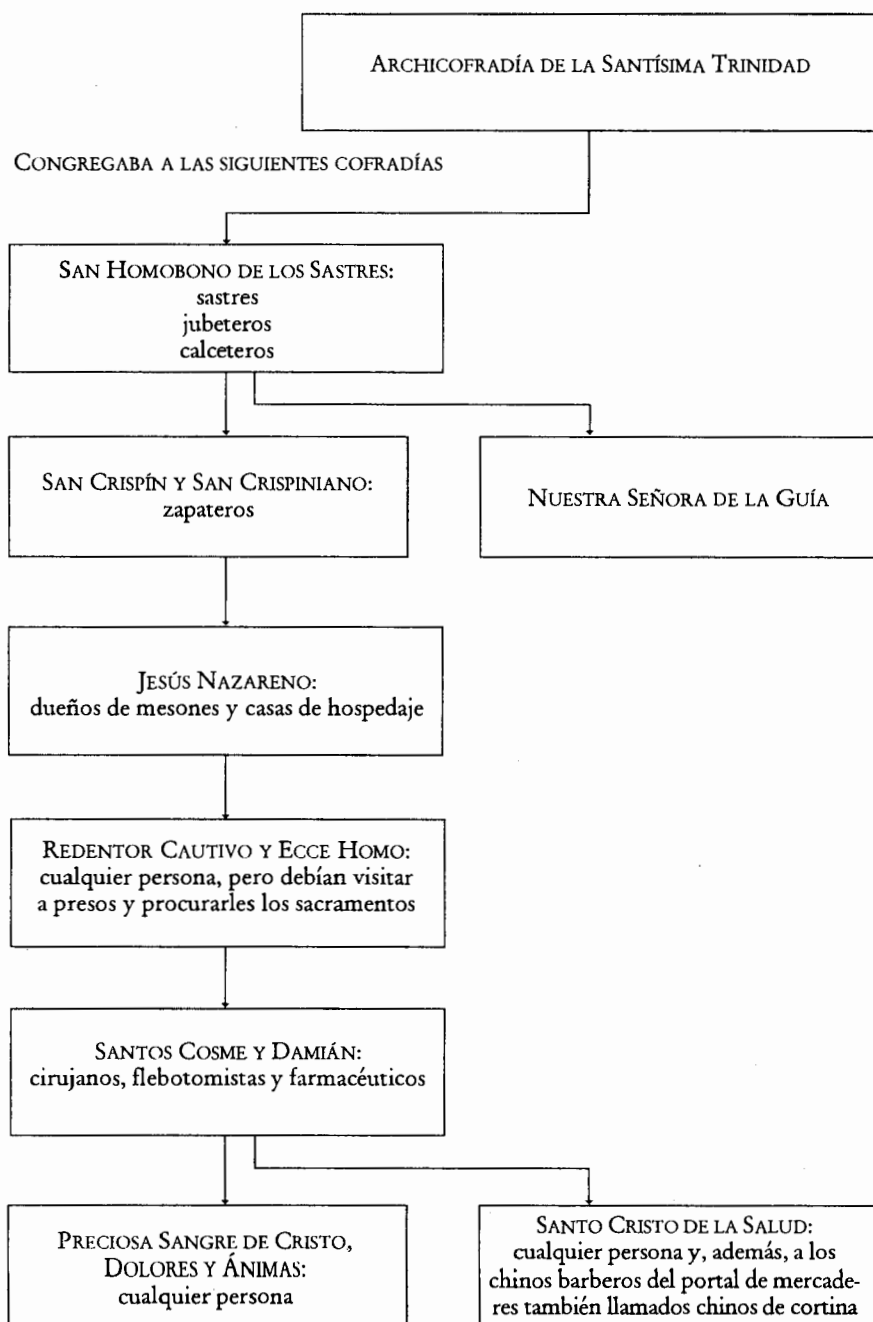 ARCHICOFRADÍA DE LA SANTÍSIMA TRINIDAD
CONGREGABA A LAS SIGUIENTES COFRADÍAS
SAN HOMOBONO DE LOS SASTRES:
sastres
jubeteros
calceteros
SAN CRISPÍN Y SAN CRISPINIANO:
zapateros
NUESTRA SEÑORA DE LA GUÍA
JESÚS NAZARENO:
dueños de mesones y casas de hospedaje
REDENTOR CAUTIVO Y ECCE HOMO:
cualquier persona, pero debían visitar
a presos y procurarles los sacramentos
SANTOS COSME Y DAMIÁN:
cirujanos, flebotomistas y farmacéuticos
PRECIOSA SANGRE DE CRISTO,
DOLORES Y ÁNIMAS:
cualquier persona
SANTO CRISTO DE LA SALUD:
cualquier persona y, además, a los
chinos barberos del portal de mercade-
res también llamados chinos de cortina